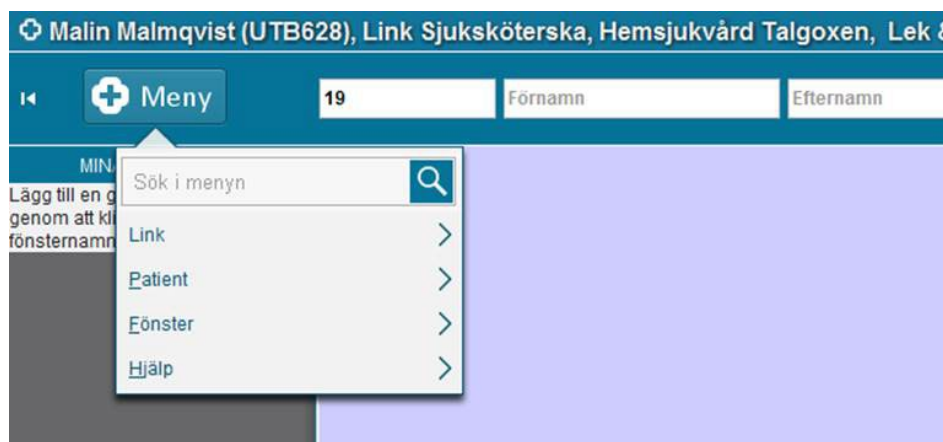 Malin Malmqvist (UTB628), Link Sjuksköterska, Hemsjukvård Talgoxen, Lek &
Meny
19
Förnamn
Efternamn
MIN
Lägg till en g
genom att kli
fönsternamn
Sök i menyn
Link
Patient
Fönster
Hjälp